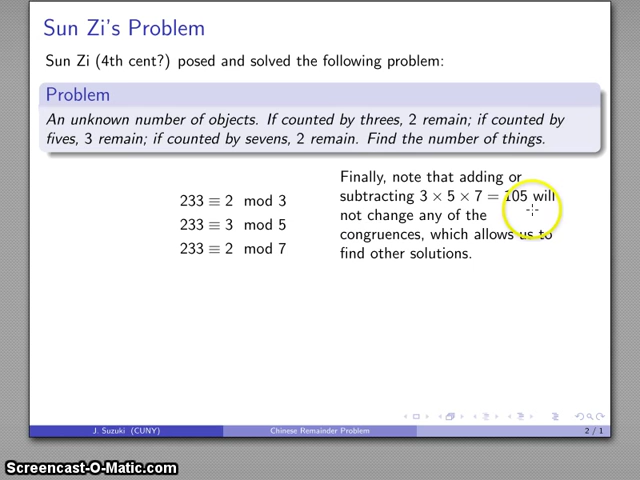 Sun Zi's Problem
Sun Zi (4th cent?) posed and solved the following problem:
Problem
An unknown number of objects. If counted by threes, 2 remain; if counted by
fives, 3 remain; if counted by sevens, 2 remain. Find the number of things.
233 ≡ 2 mod 3
233 ≡ 3 mod 5
233 ≡ 2 mod 7
Finally, note that adding or
subtracting 3 × 5 × 7 = 105 will
not change any of the
congruences, which allows us to
find other solutions.
J. Suzuki (CUNY)
Chinese Remainder Problem
2 / 1
Screencast-O-Matic.com